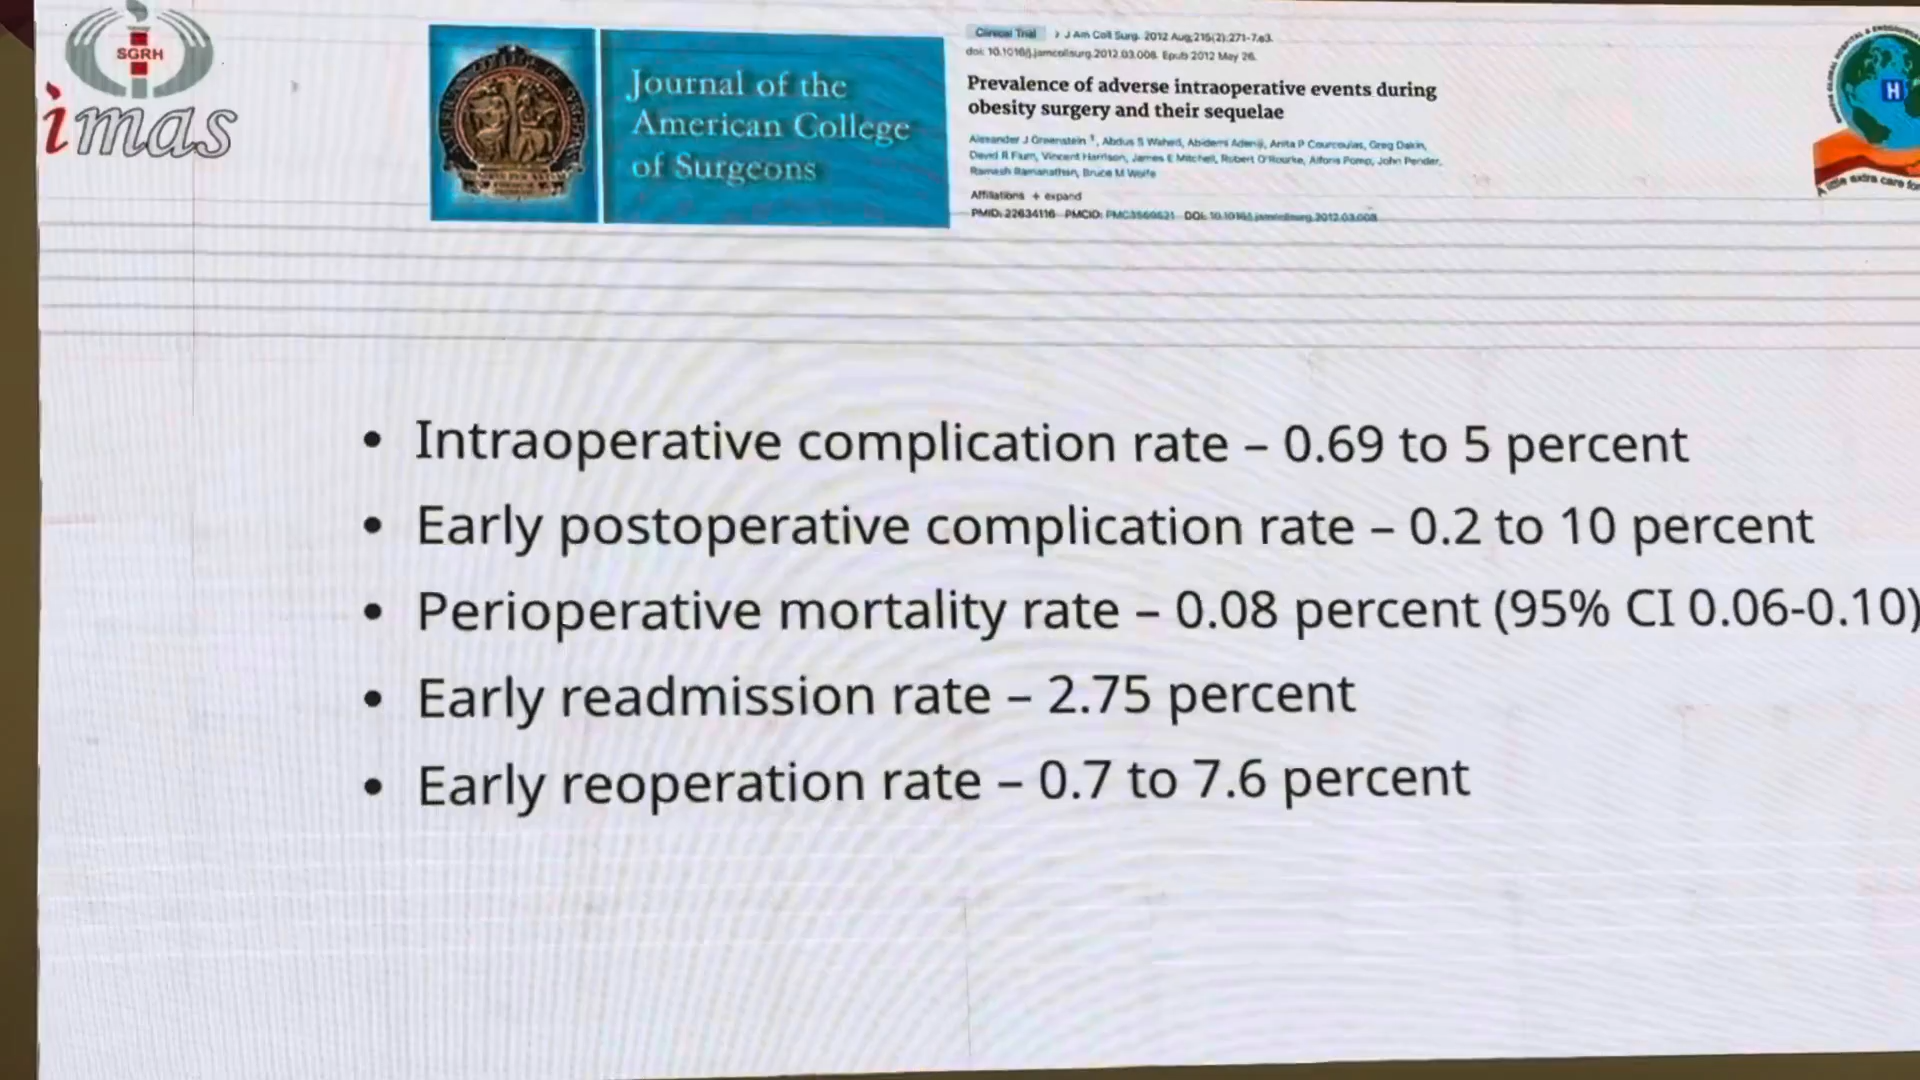 SGRH
imas
Journal of the
American College
of Surgeons
Clinical Trial > J Am Coll Surg. 2012 Aug;215(2):271-7.e3.
doi: 10.1016/j.jamcollsurg.2012.03.008. Epub 2012 May 26.
Prevalence of adverse intraoperative events during
obesity surgery and their sequelae
Alexander J Greenstein 1, Abdus S Wahed, Abidemi Adeniji, Anita P Courcoulas, Greg Dakin,
David R Flum, Vincent Harrison, James E Mitchell, Robert O'Rourke, Alfons Pomp, John Pender,
Ramesh Ramanathan, Bruce M Wolfe
Affiliations + expand
PMID: 22634116 PMCID: PMC3560621 DOI: 10.1016/j.jamcollsurg.2012.03.008
H
little extra care for
• Intraoperative complication rate – 0.69 to 5 percent
• Early postoperative complication rate – 0.2 to 10 percent
• Perioperative mortality rate – 0.08 percent (95% CI 0.06-0.10)
• Early readmission rate – 2.75 percent
• Early reoperation rate – 0.7 to 7.6 percent